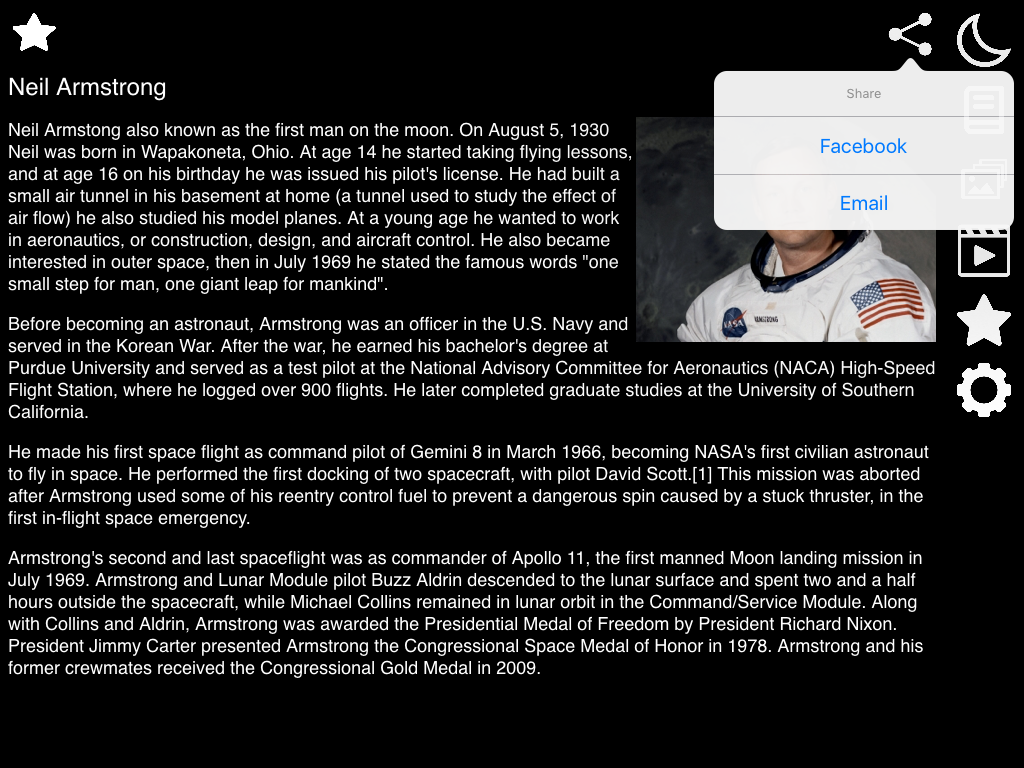 Neil Armstrong
Share
Facebook
Email
Neil Armstong also known as the first man on the moon. On August 5, 1930
Neil was born in Wapakoneta, Ohio. At age 14 he started taking flying lessons,
and at age 16 on his birthday he was issued his pilot's license. He had built a
small air tunnel in his basement at home (a tunnel used to study the effect of
air flow) he also studied his model planes. At a young age he wanted to work
in aeronautics, or construction, design, and aircraft control. He also became
interested in outer space, then in July 1969 he stated the famous words "one
small step for man, one giant leap for mankind".
NASA
ARMSTRONG
Before becoming an astronaut, Armstrong was an officer in the U.S. Navy and
served in the Korean War. After the war, he earned his bachelor's degree at
Purdue University and served as a test pilot at the National Advisory Committee for Aeronautics (NACA) High-Speed
Flight Station, where he logged over 900 flights. He later completed graduate studies at the University of Southern
California.
He made his first space flight as command pilot of Gemini 8 in March 1966, becoming NASA's first civilian astronaut
to fly in space. He performed the first docking of two spacecraft, with pilot David Scott.[1] This mission was aborted
after Armstrong used some of his reentry control fuel to prevent a dangerous spin caused by a stuck thruster, in the
first in-flight space emergency.
Armstrong's second and last spaceflight was as commander of Apollo 11, the first manned Moon landing mission in
July 1969. Armstrong and Lunar Module pilot Buzz Aldrin descended to the lunar surface and spent two and a half
hours outside the spacecraft, while Michael Collins remained in lunar orbit in the Command/Service Module. Along
with Collins and Aldrin, Armstrong was awarded the Presidential Medal of Freedom by President Richard Nixon.
President Jimmy Carter presented Armstrong the Congressional Space Medal of Honor in 1978. Armstrong and his
former crewmates received the Congressional Gold Medal in 2009.